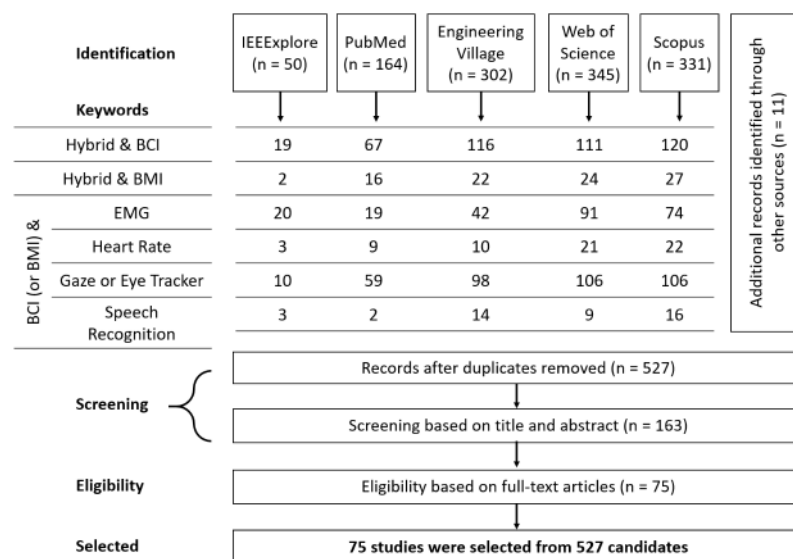 Identification
IEEExplore
(n = 50)
PubMed
(n = 164)
Engineering
Village
(n = 302)
Web of
Science
(n = 345)
Scopus
(n = 331)
Additional records identified through
other sources (n = 11)
Keywords
Hybrid & BCI 19 67 116 111 120
Hybrid & BMI 2 16 22 24 27
BCI (or BMI) &
EMG 20 19 42 91 74
Heart Rate 3 9 10 21 22
Gaze or Eye Tracker 10 59 98 106 106
Speech
Recognition
3 2 14 9 16
Screening
Records after duplicates removed (n = 527)
Screening based on title and abstract (n = 163)
Eligibility
Eligibility based on full-text articles (n = 75)
Selected
75 studies were selected from 527 candidates